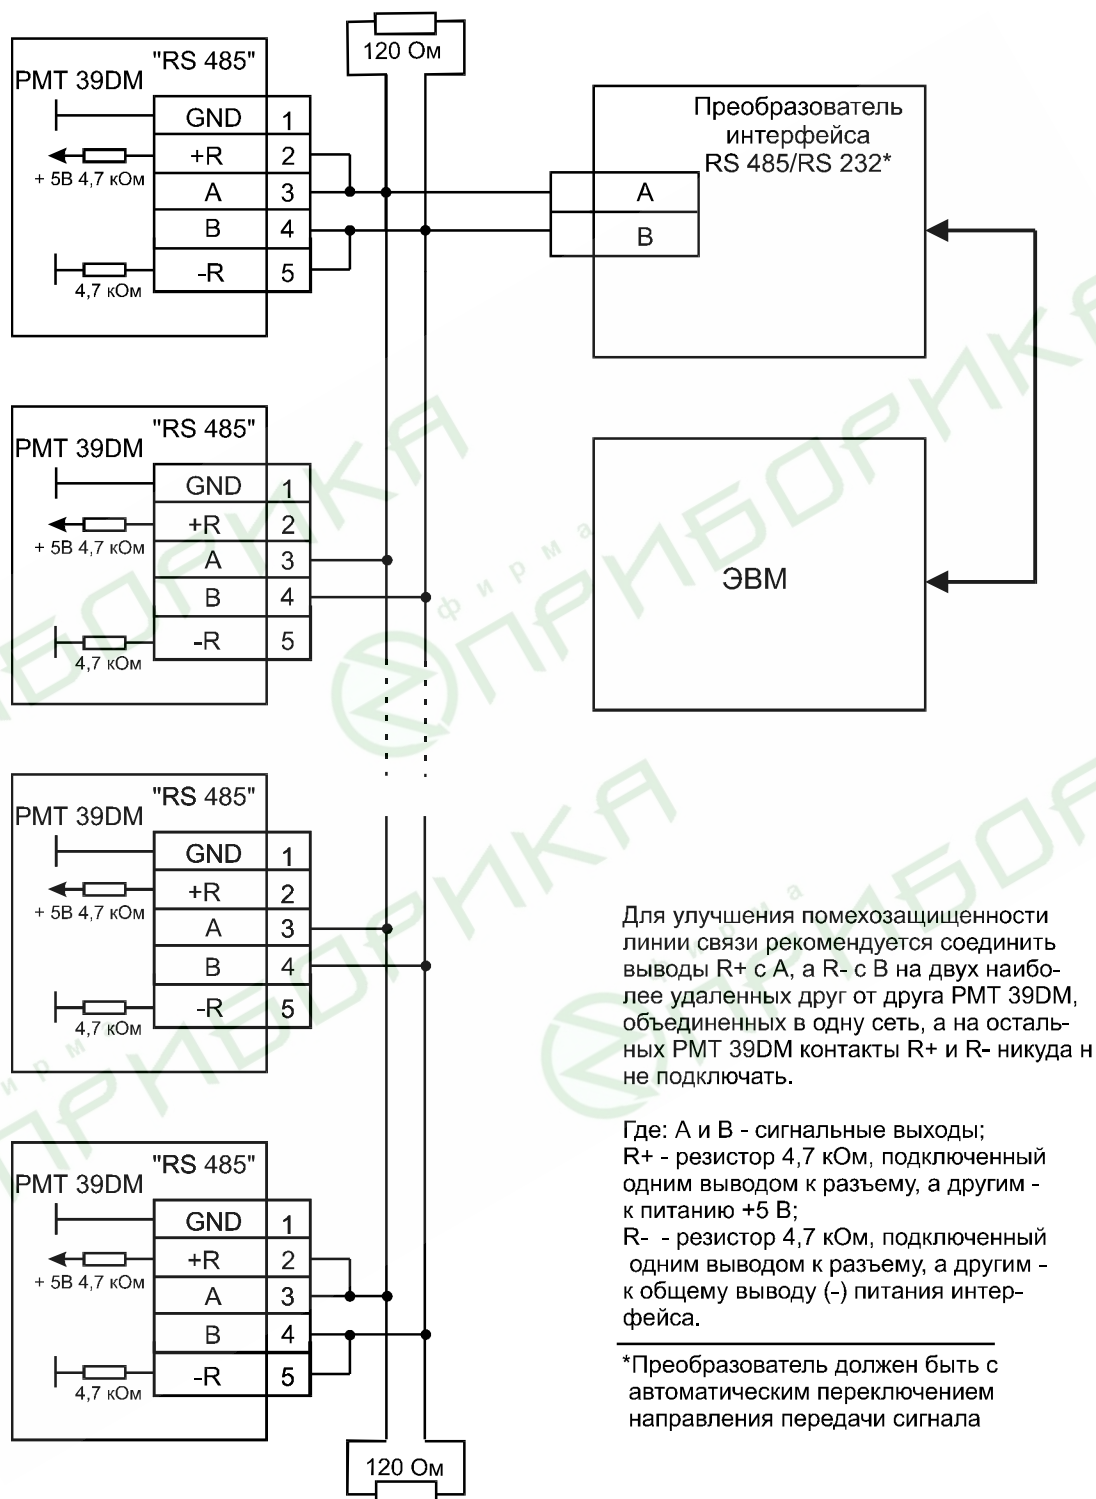 120 Ом
"RS 485"
РМТ 39DM
GND 1
+R 2
+ 5В 4,7 кОм
A 3
B 4
-R 5
4,7 кОм
Преобразователь
интерфейса
RS 485/RS 232*
A
B
"RS 485"
РМТ 39DM
GND 1
+R 2
+ 5В 4,7 кОм
A 3
B 4
-R 5
4,7 кОм
ЭВМ
"RS 485"
РМТ 39DM
GND 1
+R 2
+ 5В 4,7 кОм
A 3
B 4
-R 5
4,7 кОм
"RS 485"
РМТ 39DM
GND 1
+R 2
+ 5В 4,7 кОм
A 3
B 4
-R 5
4,7 кОм
120 Ом
Для улучшения помехозащищенности
линии связи рекомендуется соединить
выводы R+ с А, а R- с В на двух наибо-
лее удаленных друг от друга РМТ 39DM,
объединенных в одну сеть, а на осталь-
ных РМТ 39DM контакты R+ и R- никуда н
не подключать.
Где: А и В - сигнальные выходы;
R+ - резистор 4,7 кОм, подключенный
одним выводом к разъему, а другим -
к питанию +5 В;
R- - резистор 4,7 кОм, подключенный
одним выводом к разъему, а другим -
к общему выводу (-) питания интер-
фейса.
*Преобразователь должен быть с
автоматическим переключением
направления передачи сигнала
фирма
ПРИБОРИКА
фирма
ПРИБОРИКА